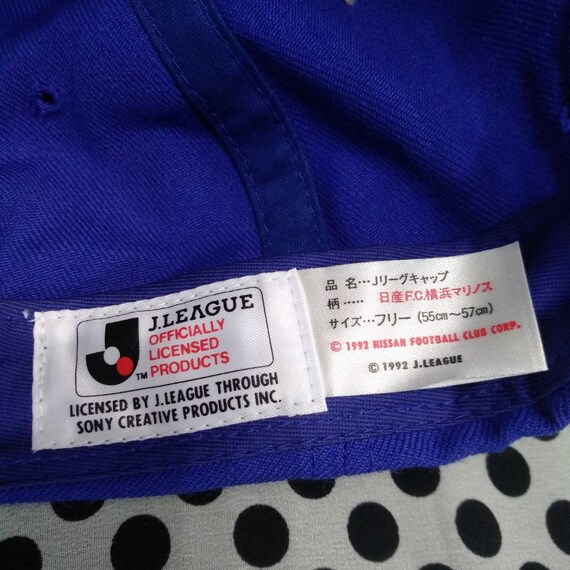 J.LEAGUE
OFFICIALLY
LICENSED
PRODUCTS
TM
LICENSED BY J.LEAGUE THROUGH
SONY CREATIVE PRODUCTS INC.
品 名…Jリーグキャップ
柄…… 日産F.C.横浜マリノス
サイズ…フリー(55cm～57cm)
© 1992 NISSAN FOOTBALL CLUB CORP.
© 1992 J.LEAGUE